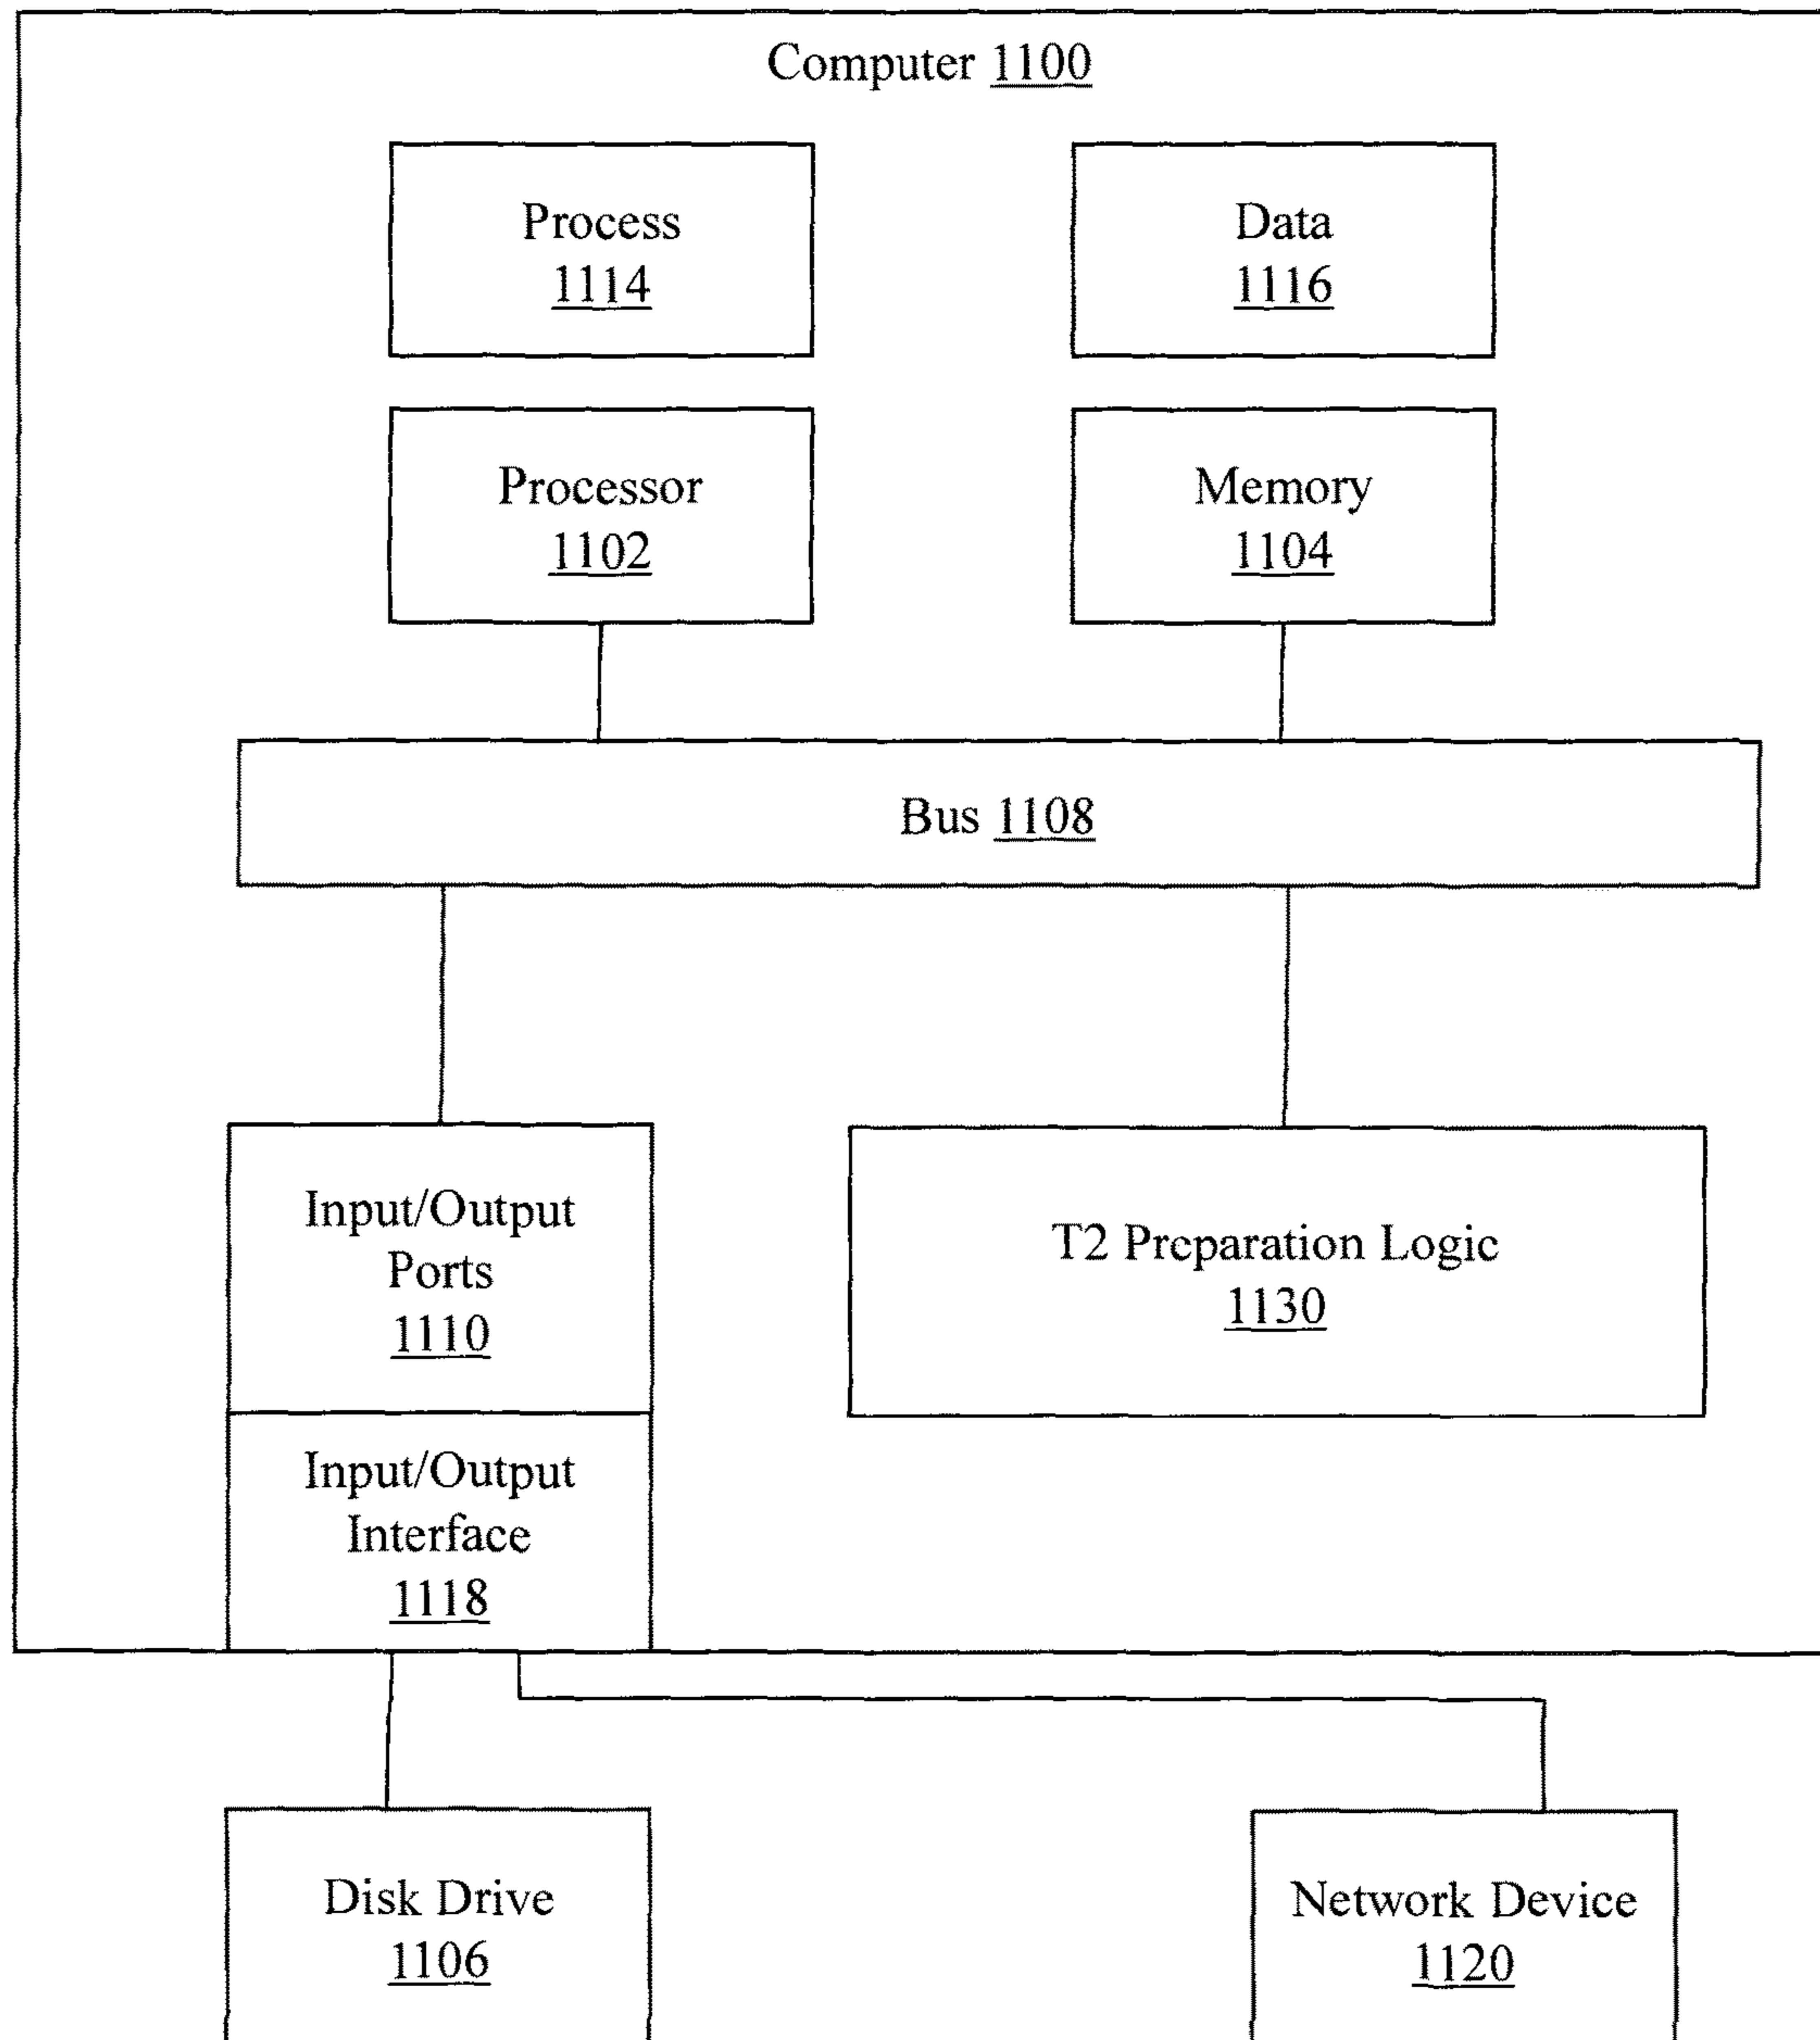 Computer 1100
Process
1114
Data
1116
Processor
1102
Memory
1104
Bus 1108
Input/Output
Ports
1110
T2 Preparation Logic
1130
Input/Output
Interface
1118
Disk Drive
1106
Network Device
1120